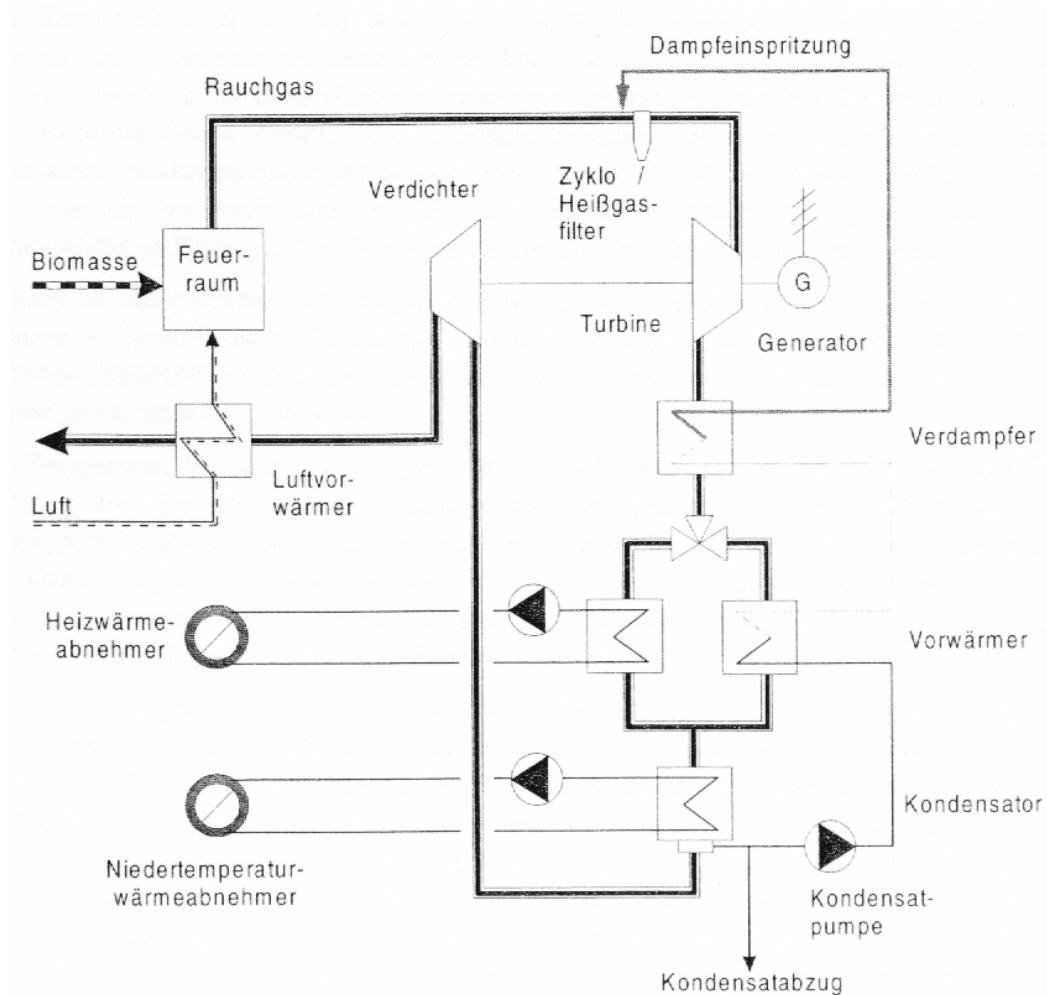 Dampfeinspritzung
Rauchgas
Verdichter
Zyklo
Heißgas-
filter
Biomasse
Feuer-
raum
G
Turbine
Generator
Verdampfer
Luftvor-
wärmer
Luft
Heizwärme-
abnehmer
Vorwärmer
Kondensator
Niedertemperatur-
wärmeabnehmer
Kondensat-
pumpe
Kondensatabzug